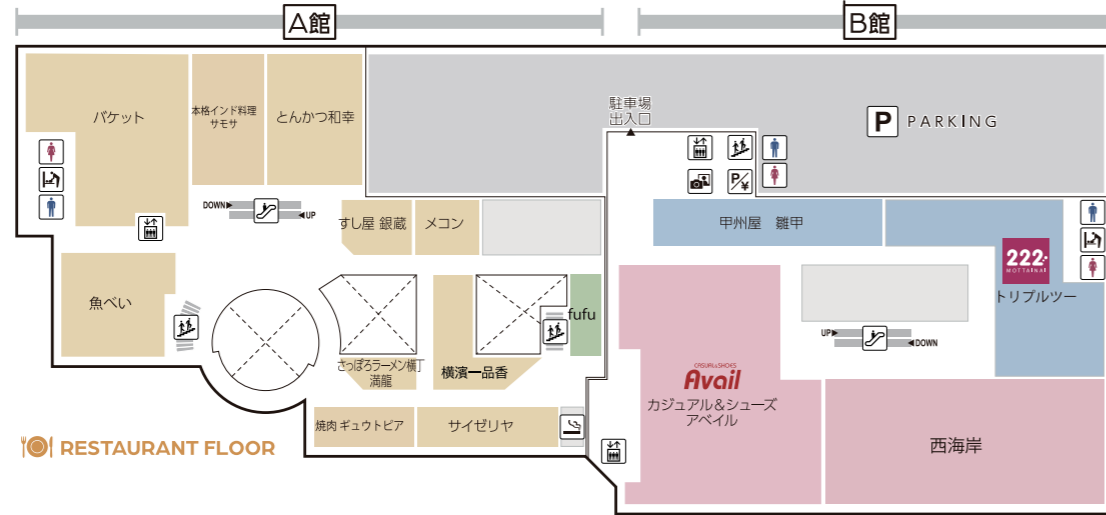 A館
B館
バケット
本格インド料理
サモサ
とんかつ和幸
駐車場
出入口
P PARKING
P/¥
DOWN
UP
すし屋 銀蔵
メコン
甲州屋 雛甲
222
MOTTAINAI
トリプルツー
魚べい
fufu
UP
DOWN
さっぽろラーメン横丁
満龍
横濱一品香
CASUAL&SHOES
Avail
カジュアル&シューズ
アベイル
焼肉 ギュウトピア
サイゼリヤ
西海岸
RESTAURANT FLOOR